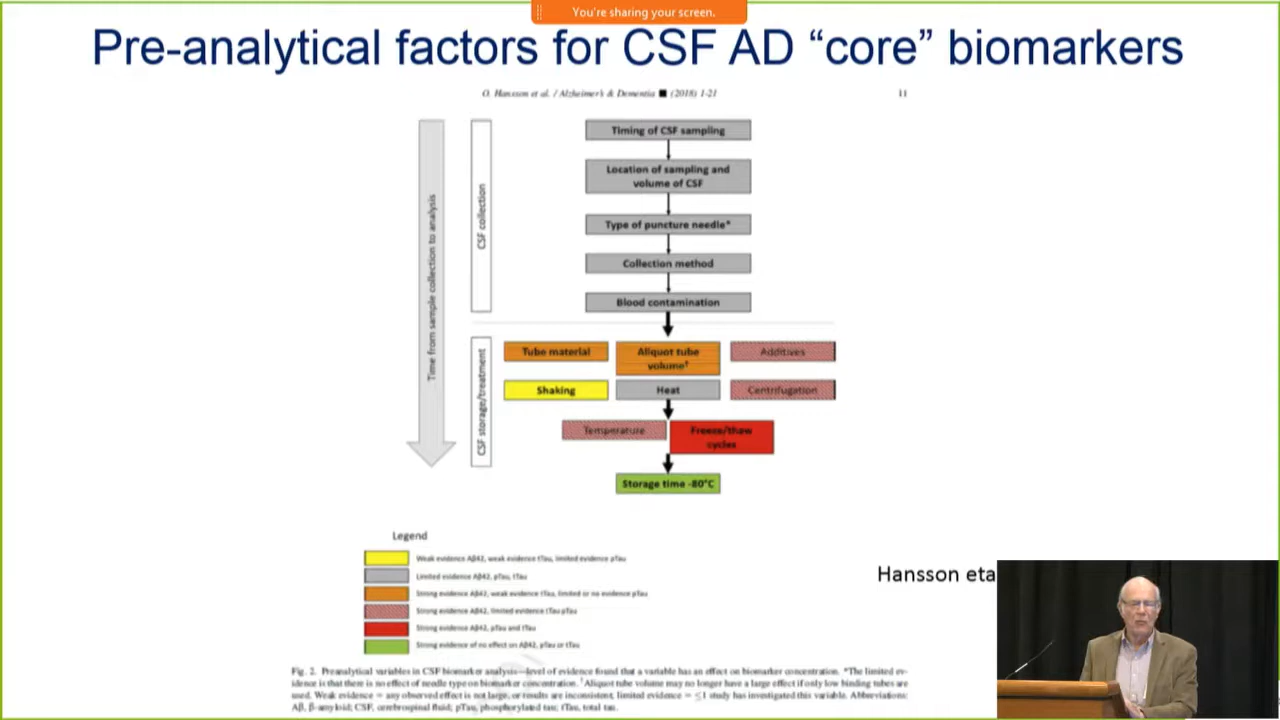 You're sharing your screen.
Pre-analytical factors for CSF AD “core” biomarkers
O. Hansson et al. / Alzheimer's & Dementia ■ (2018) 1-21
11
Time from sample collection to analysis
CSF collection
Timing of CSF sampling
Location of sampling and
volume of CSF
Type of puncture needle*
Collection method
Blood contamination
CSF storage/treatment
Tube material
Aliquot tube
volume†
Additives
Shaking
Heat
Centrifugation
Temperature
Freeze/thaw
cycles
Storage time -80°C
Legend
Weak evidence Aβ42, weak evidence tTau, limited evidence pTau
Limited evidence Aβ42, pTau, tTau
Strong evidence Aβ42, weak evidence tTau, limited or no evidence pTau
Strong evidence Aβ42, limited evidence tTau pTau
Strong evidence Aβ42, pTau and tTau
Strong evidence of no effect on Aβ42, pTau or tTau
Hansson eta
Fig. 2. Preanalytical variables in CSF biomarker analysis—level of evidence found that a variable has an effect on biomarker concentration. *The limited ev-
idence is that there is no effect of needle type on biomarker concentration. †Aliquot tube volume may no longer have a large effect if only low binding tubes are
used. Weak evidence = any observed effect is not large, or results are inconsistent; limited evidence = ≤1 study has investigated this variable. Abbreviations:
Aβ, β-amyloid; CSF, cerebrospinal fluid; pTau, phosphorylated tau; tTau, total tau.